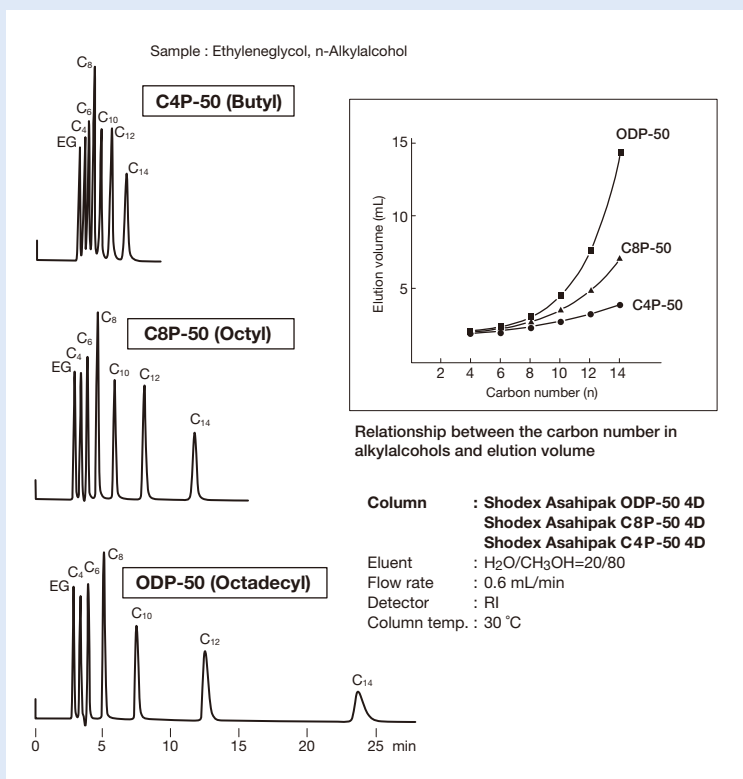 Sample : Ethyleneglycol, n-Alkylalcohol
C4P-50 (Butyl)
EG
C₄
C₆
C₈
C₁₀
C₁₂
C₁₄
C8P-50 (Octyl)
EG
C₄
C₆
C₈
C₁₀
C₁₂
C₁₄
ODP-50 (Octadecyl)
EG
C₄
C₆
C₈
C₁₀
C₁₂
C₁₄
0 5 10 15 20 25 min
Elution volume (mL)
15
10
5
ODP-50
C8P-50
C4P-50
2 4 6 8 10 12 14
Carbon number (n)
Relationship between the carbon number in
alkylalcohols and elution volume
Column : Shodex Asahipak ODP-50 4D
Shodex Asahipak C8P-50 4D
Shodex Asahipak C4P-50 4D
Eluent : H₂O/CH₃OH=20/80
Flow rate : 0.6 mL/min
Detector : RI
Column temp. : 30 °C